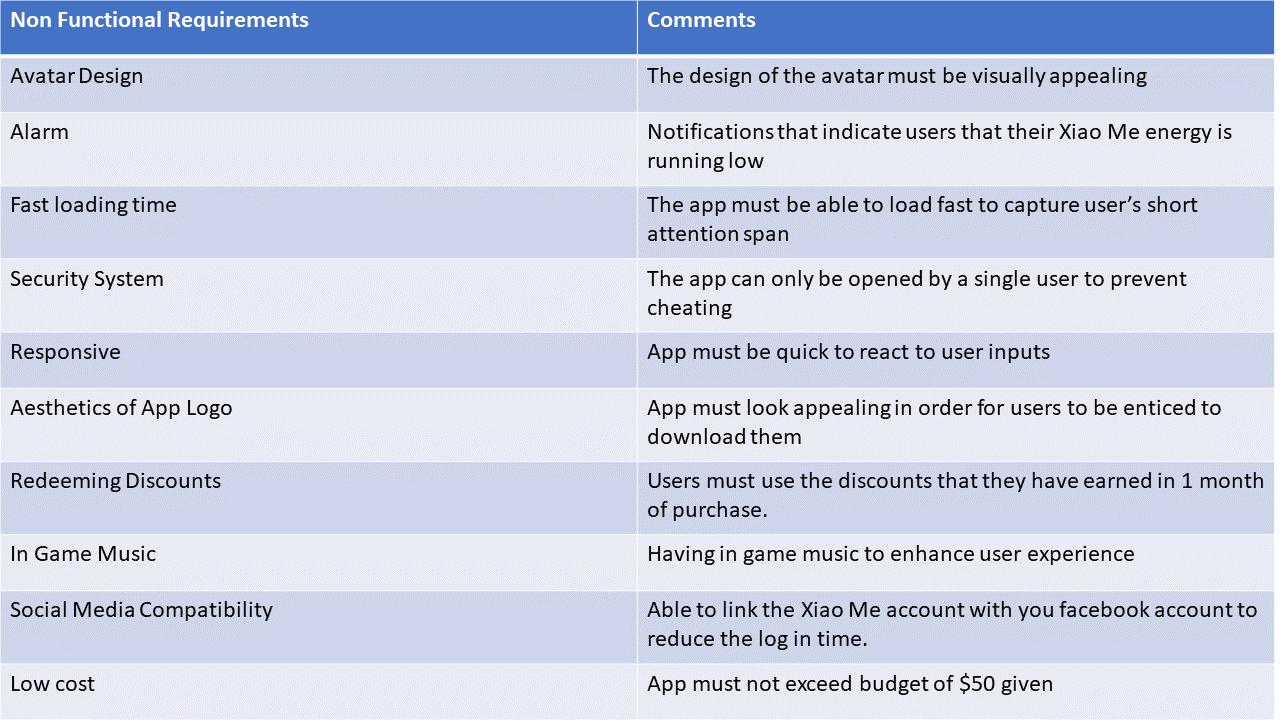 Non Functional Requirements
Comments
Avatar Design
The design of the avatar must be visually appealing
Alarm
Notifications that indicate users that their Xiao Me energy is
running low
Fast loading time
The app must be able to load fast to capture user’s short
attention span
Security System
The app can only be opened by a single user to prevent
cheating
Responsive
App must be quick to react to user inputs
Aesthetics of App Logo
App must look appealing in order for users to be enticed to
download them
Redeeming Discounts
Users must use the discounts that they have earned in 1 month
of purchase.
In Game Music
Having in game music to enhance user experience
Social Media Compatibility
Able to link the Xiao Me account with you facebook account to
reduce the log in time.
Low cost
App must not exceed budget of $50 given